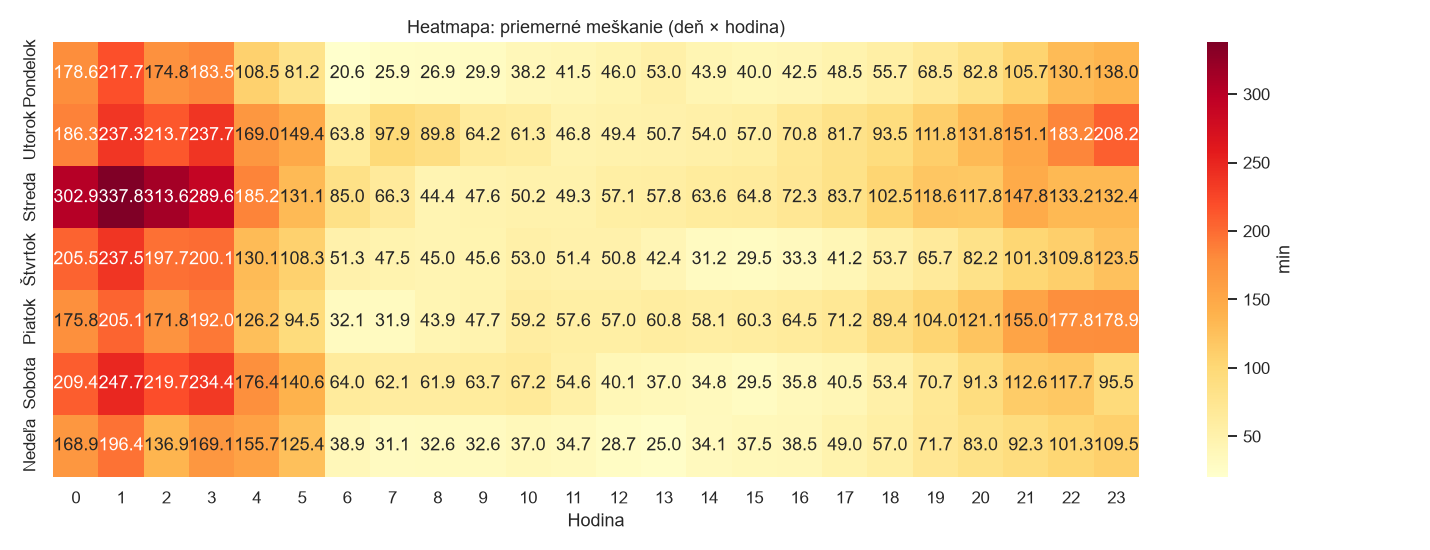 Heatmapa: priemerné meškanie (deň × hodina)
Pondelok 178.6 217.7 174.8 183.5 108.5 81.2 20.6 25.9 26.9 29.9 38.2 41.5 46.0 53.0 43.9 40.0 42.5 48.5 55.7 68.5 82.8 105.7 130.1 138.0
Utorok 186.3 237.3 213.7 237.7 169.0 149.4 63.8 97.9 89.8 64.2 61.3 46.8 49.4 50.7 54.0 57.0 70.8 81.7 93.5 111.8 131.8 151.1 183.2 208.2
Streda 302.9 337.8 313.6 289.6 185.2 131.1 85.0 66.3 44.4 47.6 50.2 49.3 57.1 57.8 63.6 64.8 72.3 83.7 102.5 118.6 117.8 147.8 133.2 132.4
Štvrtok 205.5 237.5 197.7 200.1 130.1 108.3 51.3 47.5 45.0 45.6 53.0 51.4 50.8 42.4 31.2 29.5 33.3 41.2 53.7 65.7 82.2 101.3 109.8 123.5
Piatok 175.8 205.1 171.8 192.0 126.2 94.5 32.1 31.9 43.9 47.7 59.2 57.6 57.0 60.8 58.1 60.3 64.5 71.2 89.4 104.0 121.1 155.0 177.8 178.9
Sobota 209.4 247.7 219.7 234.4 176.4 140.6 64.0 62.1 61.9 63.7 67.2 54.6 40.1 37.0 34.8 29.5 35.8 40.5 53.4 70.7 91.3 112.6 117.7 95.5
Nedeľa 168.9 196.4 136.9 169.1 155.7 125.4 38.9 31.1 32.6 32.6 37.0 34.7 28.7 25.0 34.1 37.5 38.5 49.0 57.0 71.7 83.0 92.3 101.3 109.5
0 1 2 3 4 5 6 7 8 9 10 11 12 13 14 15 16 17 18 19 20 21 22 23
Hodina
300
250
200
150
100
50
min